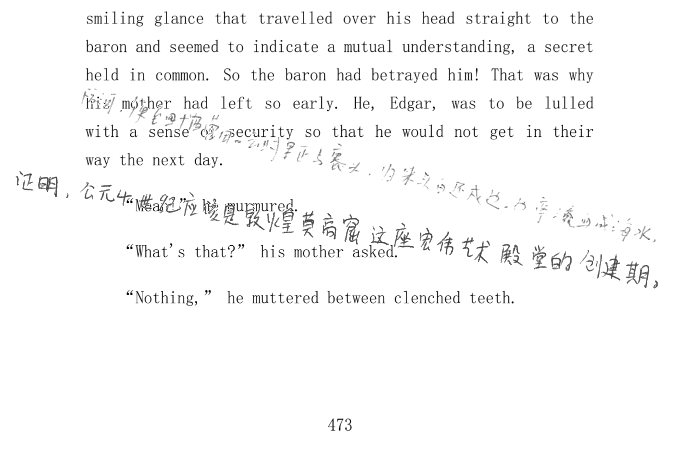 smiling glance that travelled over his head straight to the
baron and seemed to indicate a mutual understanding, a secret
held in common. So the baron had betrayed him! That was why
his mother had left so early. He, Edgar, was to be lulled
with a sense of security so that he would not get in their
way the next day.
证明，公元4世纪应该是敦煌莫高窟这座宏伟艺术殿堂的创建期。
“Mean!” he murmured.
“What's that?” his mother asked.
“Nothing,” he muttered between clenched teeth.
473